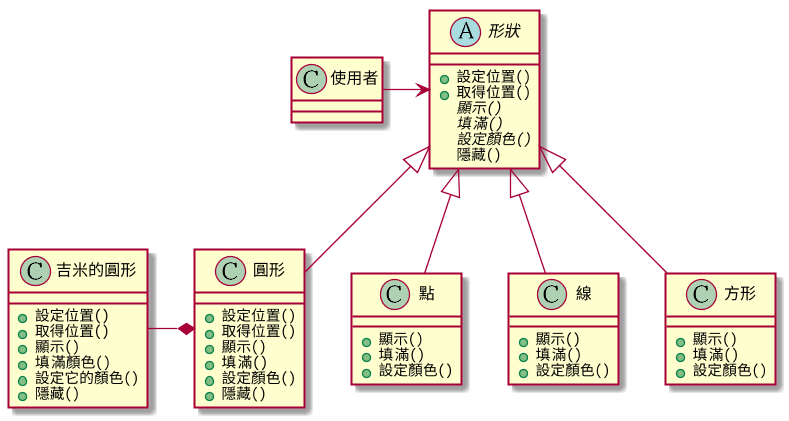 A 形狀
設定位置()
取得位置()
顯示()
填滿()
設定顏色()
隱藏()
C 使用者
C 吉米的圓形
設定位置()
取得位置()
顯示()
填滿顏色()
設定它的顏色()
隱藏()
C 圓形
設定位置()
取得位置()
顯示()
填滿()
設定顏色()
隱藏()
C 點
顯示()
填滿()
設定顏色()
C 線
顯示()
填滿()
設定顏色()
C 方形
顯示()
填滿()
設定顏色()